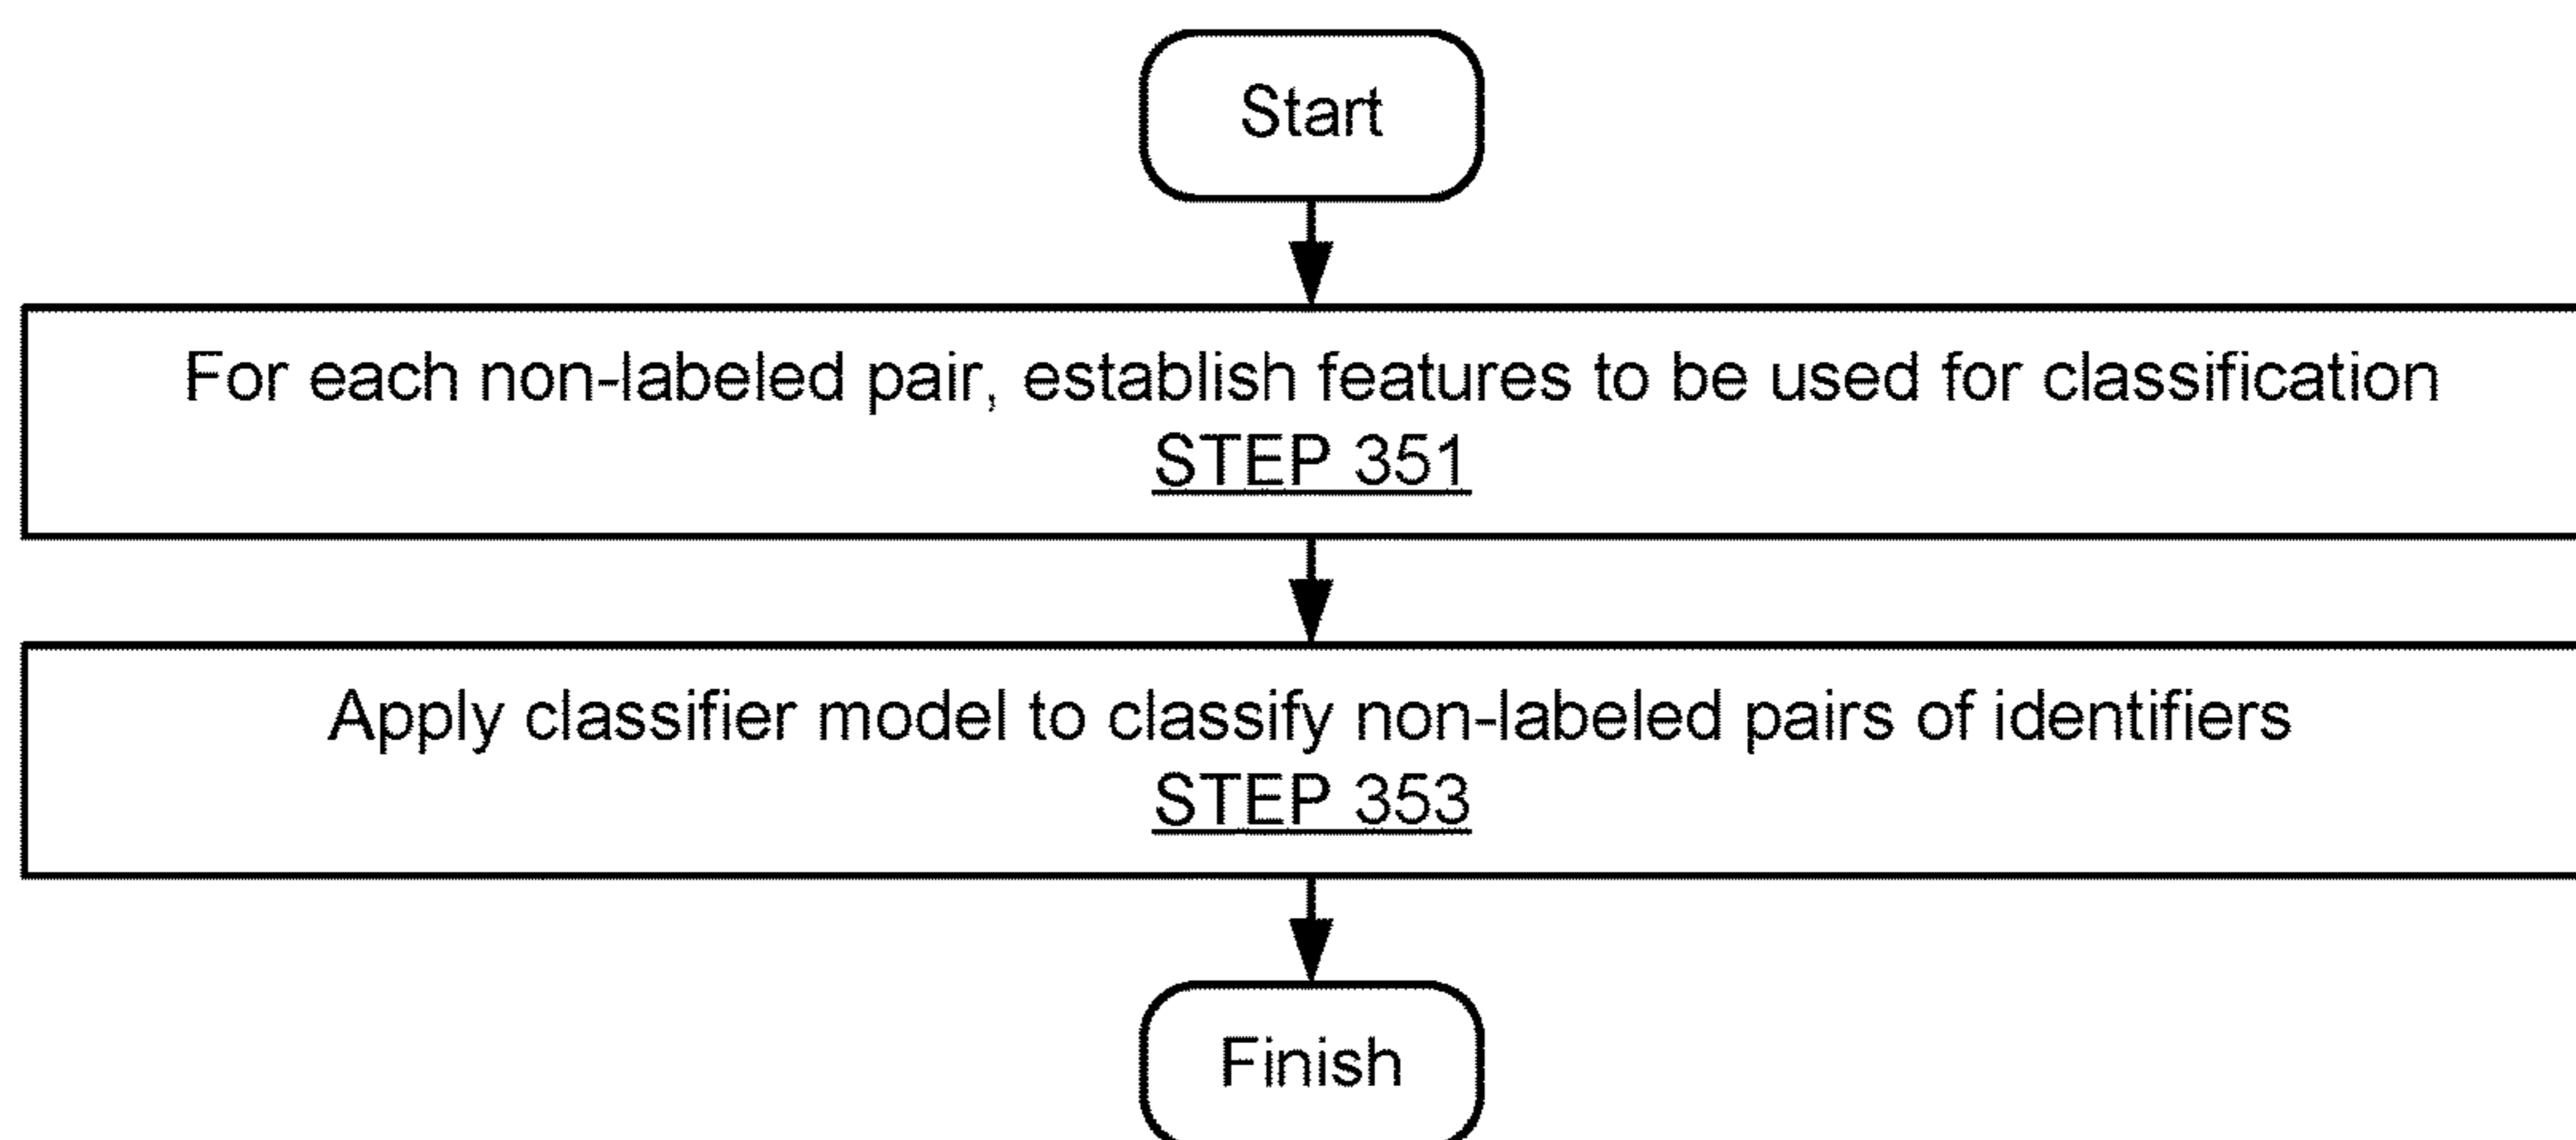 Start
For each non-labeled pair, establish features to be used for classification
STEP 351
Apply classifier model to classify non-labeled pairs of identifiers
STEP 353
Finish